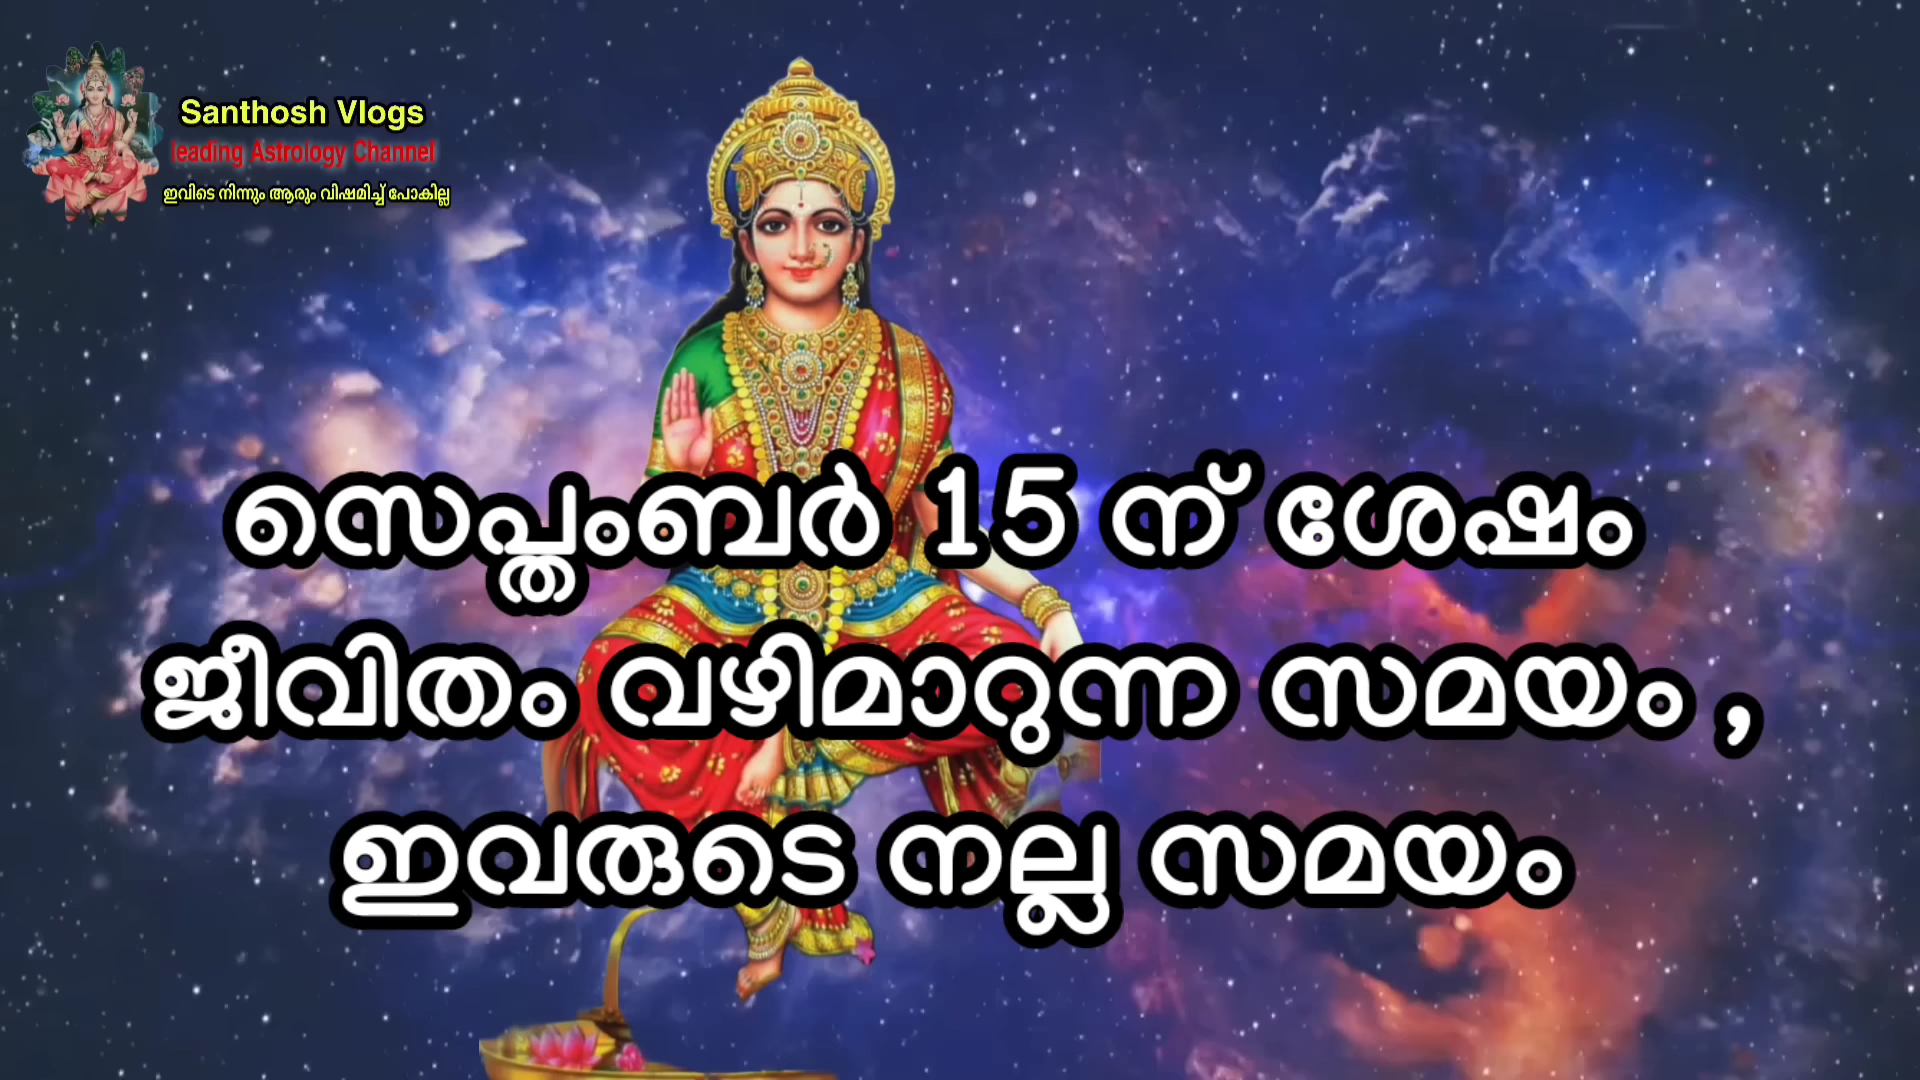 Santhosh Vlogs
leading Astrology Channel
ഇവിടെ നിന്നും ആരും വിഷമിച്ച് പോകില്ല
സെപ്തംബർ 15 ന് ശേഷം
ജീവിതം വഴിമാറുന്ന സമയം ,
ഇവരുടെ നല്ല സമയം